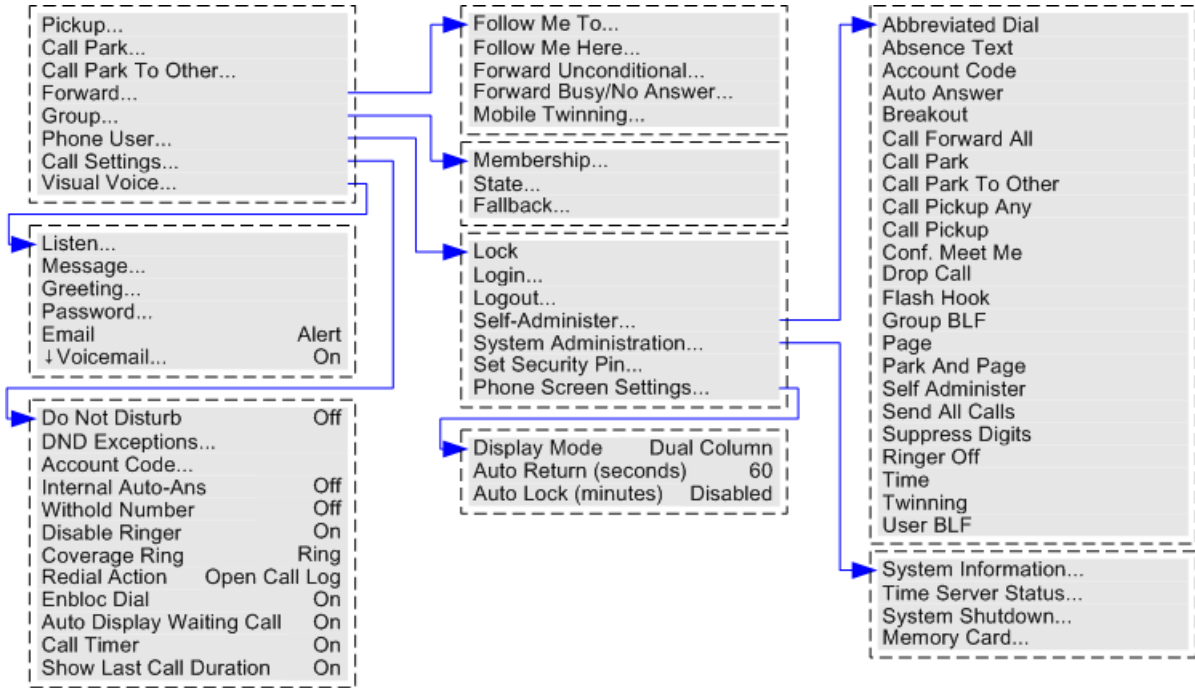 Pickup...
Call Park...
Call Park To Other...
Forward...
Group...
Phone User...
Call Settings...
Visual Voice...
Listen...
Message...
Greeting...
Password...
Email Alert
↓Voicemail... On
Do Not Disturb Off
DND Exceptions...
Account Code...
Internal Auto-Ans Off
Withold Number Off
Disable Ringer On
Coverage Ring Ring
Redial Action Open Call Log
Enbloc Dial On
Auto Display Waiting Call On
Call Timer On
Show Last Call Duration On
Follow Me To...
Follow Me Here...
Forward Unconditional...
Forward Busy/No Answer...
Mobile Twinning...
Membership...
State...
Fallback...
Lock
Login...
Logout...
Self-Administer...
System Administration...
Set Security Pin...
Phone Screen Settings...
Display Mode Dual Column
Auto Return (seconds) 60
Auto Lock (minutes) Disabled
Abbreviated Dial
Absence Text
Account Code
Auto Answer
Breakout
Call Forward All
Call Park
Call Park To Other
Call Pickup Any
Call Pickup
Conf. Meet Me
Drop Call
Flash Hook
Group BLF
Page
Park And Page
Self Administer
Send All Calls
Suppress Digits
Ringer Off
Time
Twinning
User BLF
System Information...
Time Server Status...
System Shutdown...
Memory Card...